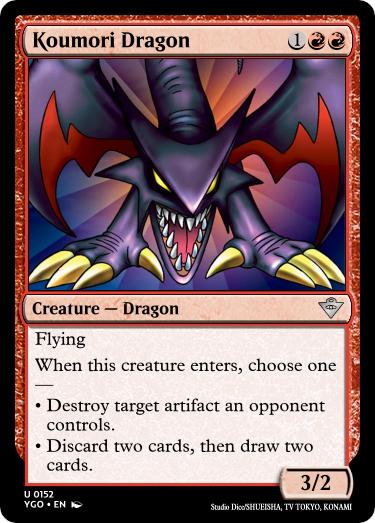 Koumori Dragon 1
Creature — Dragon
Flying
When this creature enters, choose one
—
• Destroy target artifact an opponent
controls.
• Discard two cards, then draw two
cards.
3/2
U 0152
YGO • EN
Studio Dice/SHUEISHA, TV TOKYO, KONAMI